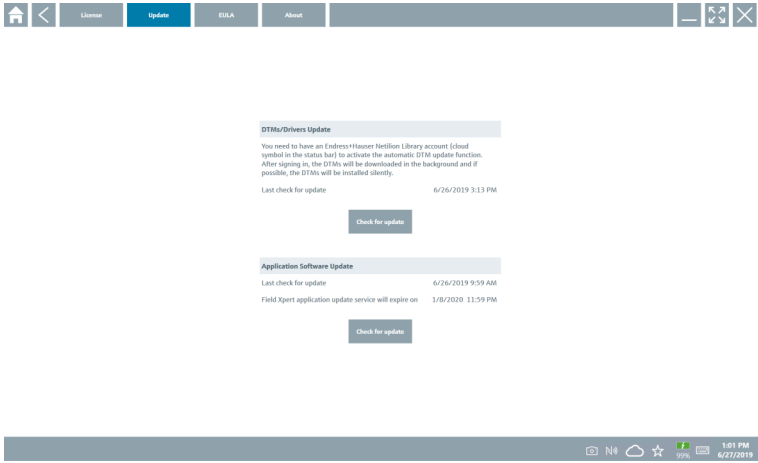 License
Update
EULA
About
DTMs/Drivers Update
You need to have an Endress+Hauser Netilion Library account (cloud
symbol in the status bar) to activate the automatic DTM update function.
After signing in, the DTMs will be downloaded in the background and if
possible, the DTMs will be installed silently.
Last check for update 6/26/2019 3:13 PM
Check for update
Application Software Update
Last check for update 6/26/2019 9:59 AM
Field Xpert application update service will expire on 1/8/2020 11:59 PM
Check for update
99%
1:01 PM
6/27/2019